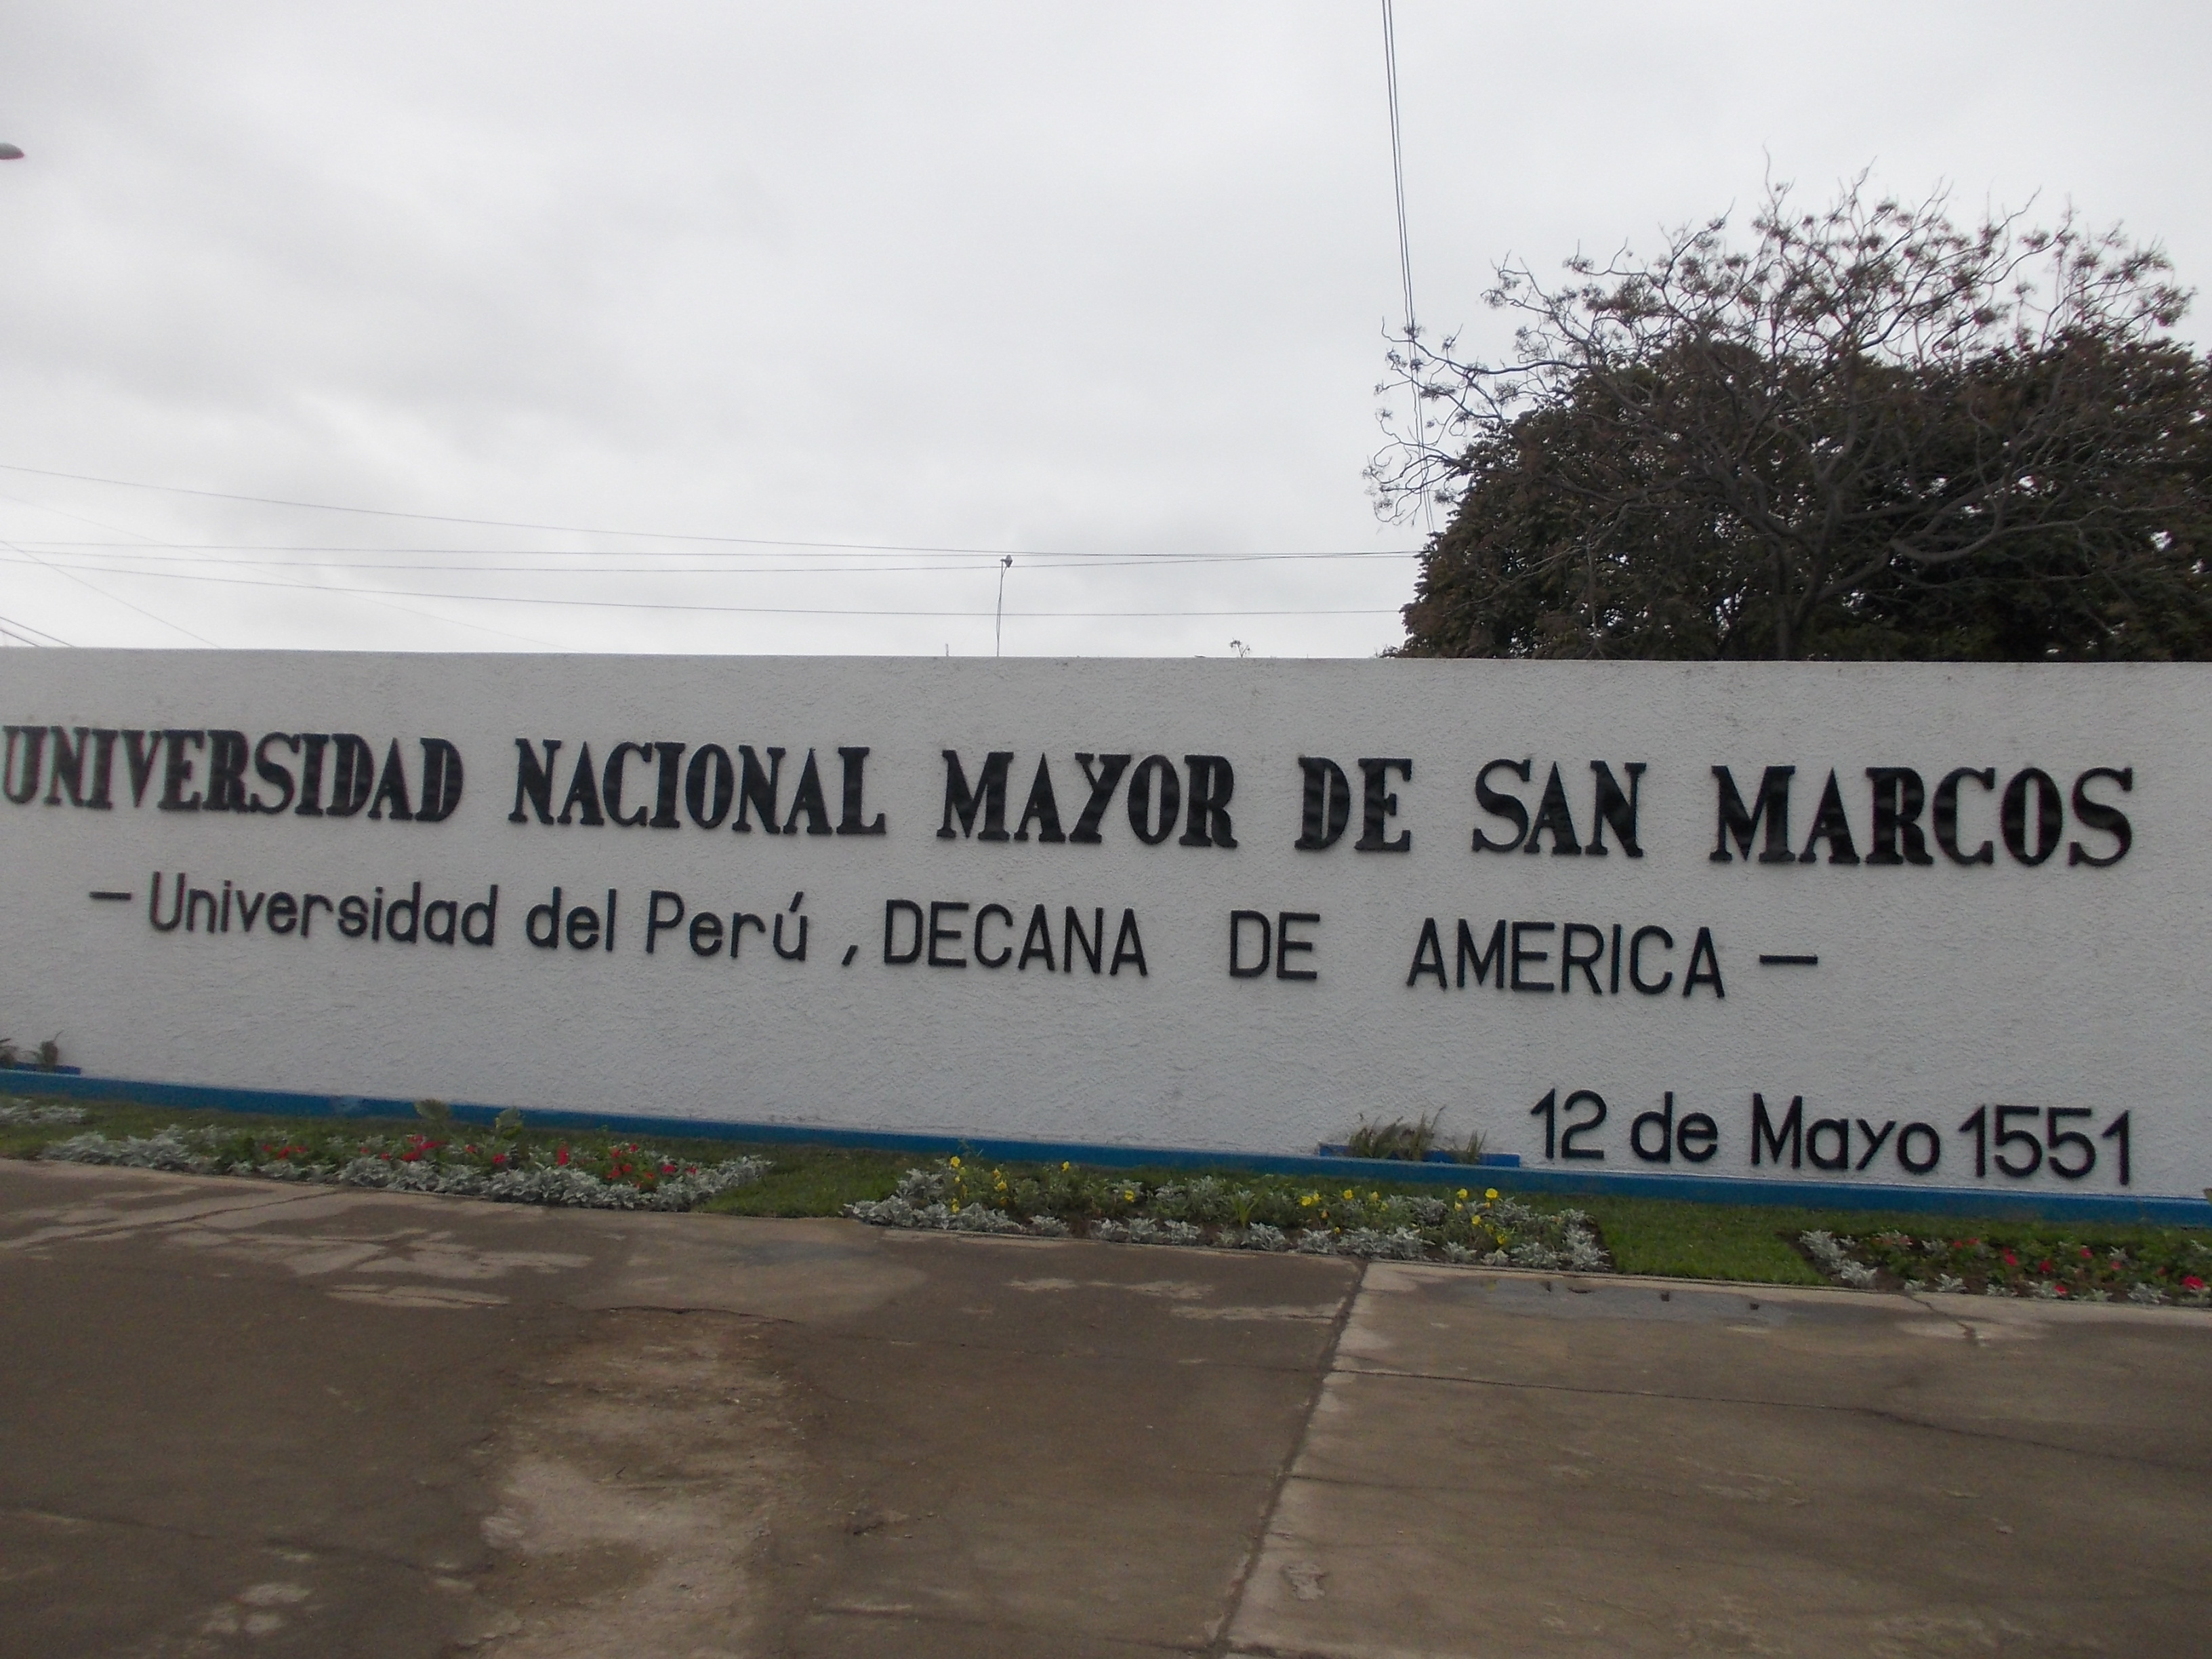 UNIVERSIDAD NACIONAL MAYOR DE SAN MARCOS
– Universidad del Perú, DECANA DE AMERICA –
12 de Mayo 1551